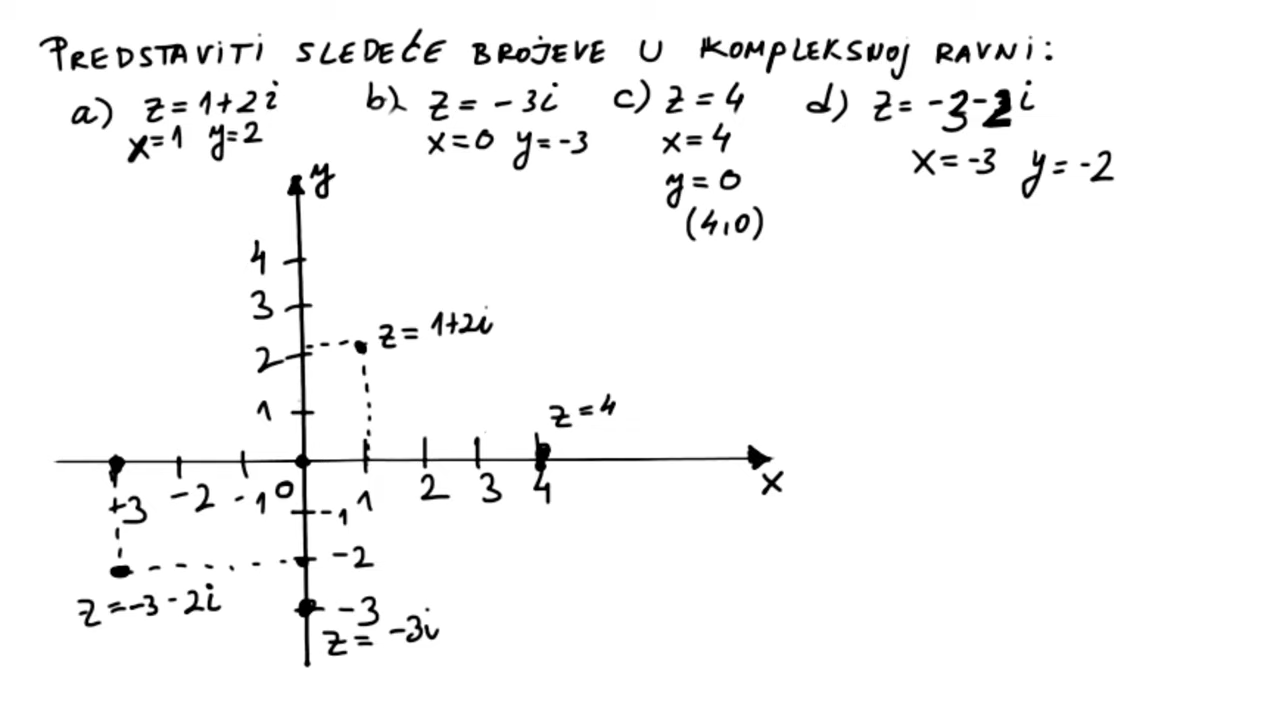 PREDSTAVITI SLEDEĆE BROJEVE U KOMPLEKSNOJ RAVNI:
a) z=1+2i b) z=-3i c) z=4 d) z=-3-2i
x=1 y=2 x=0 y=-3 x=4 x=-3 y=-2
y=0
(4,0)
y
4
3
z=1+2i
2
1
z=4
+3 -2 -1 0 1 2 3 4 x
-1
-2
z=-3-2i
-3
z=-3i